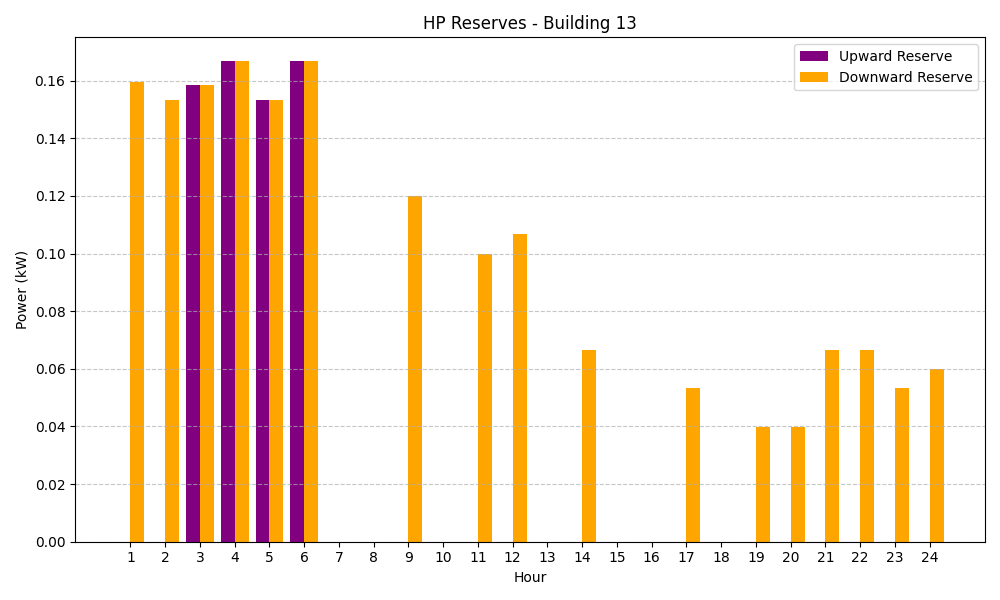 HP Reserves - Building 13
Upward Reserve
Downward Reserve
Power (kW)
0.16
0.14
0.12
0.10
0.08
0.06
0.04
0.02
0.00
1 2 3 4 5 6 7 8 9 10 11 12 13 14 15 16 17 18 19 20 21 22 23 24
Hour